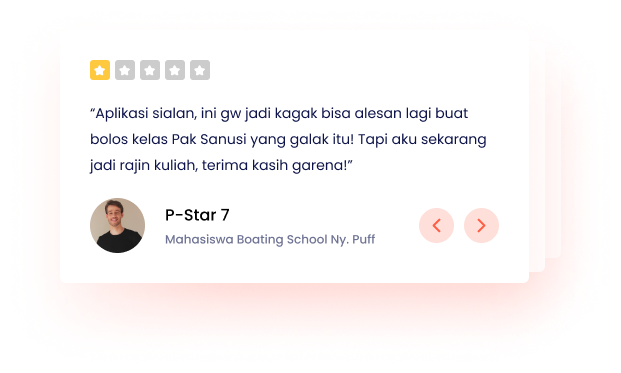 “Aplikasi sialan, ini gw jadi kagak bisa alesan lagi buat
bolos kelas Pak Sanusi yang galak itu! Tapi aku sekarang
jadi rajin kuliah, terima kasih garena!”
P-Star 7
Mahasiswa Boating School Ny. Puff